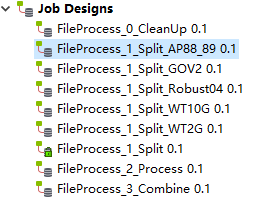 Job Designs
FileProcess_0_CleanUp 0.1
FileProcess_1_Split_AP88_89 0.1
FileProcess_1_Split_GOV2 0.1
FileProcess_1_Split_Robust04 0.1
FileProcess_1_Split_WT10G 0.1
FileProcess_1_Split_WT2G 0.1
FileProcess_1_Split 0.1
FileProcess_2_Process 0.1
FileProcess_3_Combine 0.1